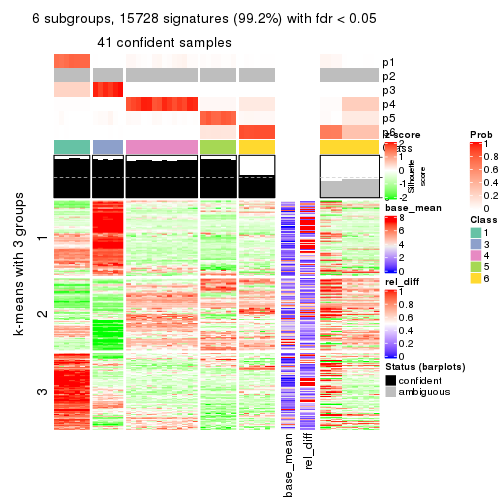 6 subgroups, 15728 signatures (99.2%) with fdr < 0.05
41 confident samples
p1
p2
p3
p4
p5
p6
Class
Silhouette
score
k-means with 3 groups
1
2
3
base_mean
rel_diff
z-score
2
1
0
-1
-2
base_mean
8
6
4
2
0
rel_diff
1
0.8
0.6
0.4
0.2
0
Status (barplots)
confident
ambiguous
Prob
1
0.8
0.6
0.4
0.2
0
Class
1
3
4
5
6